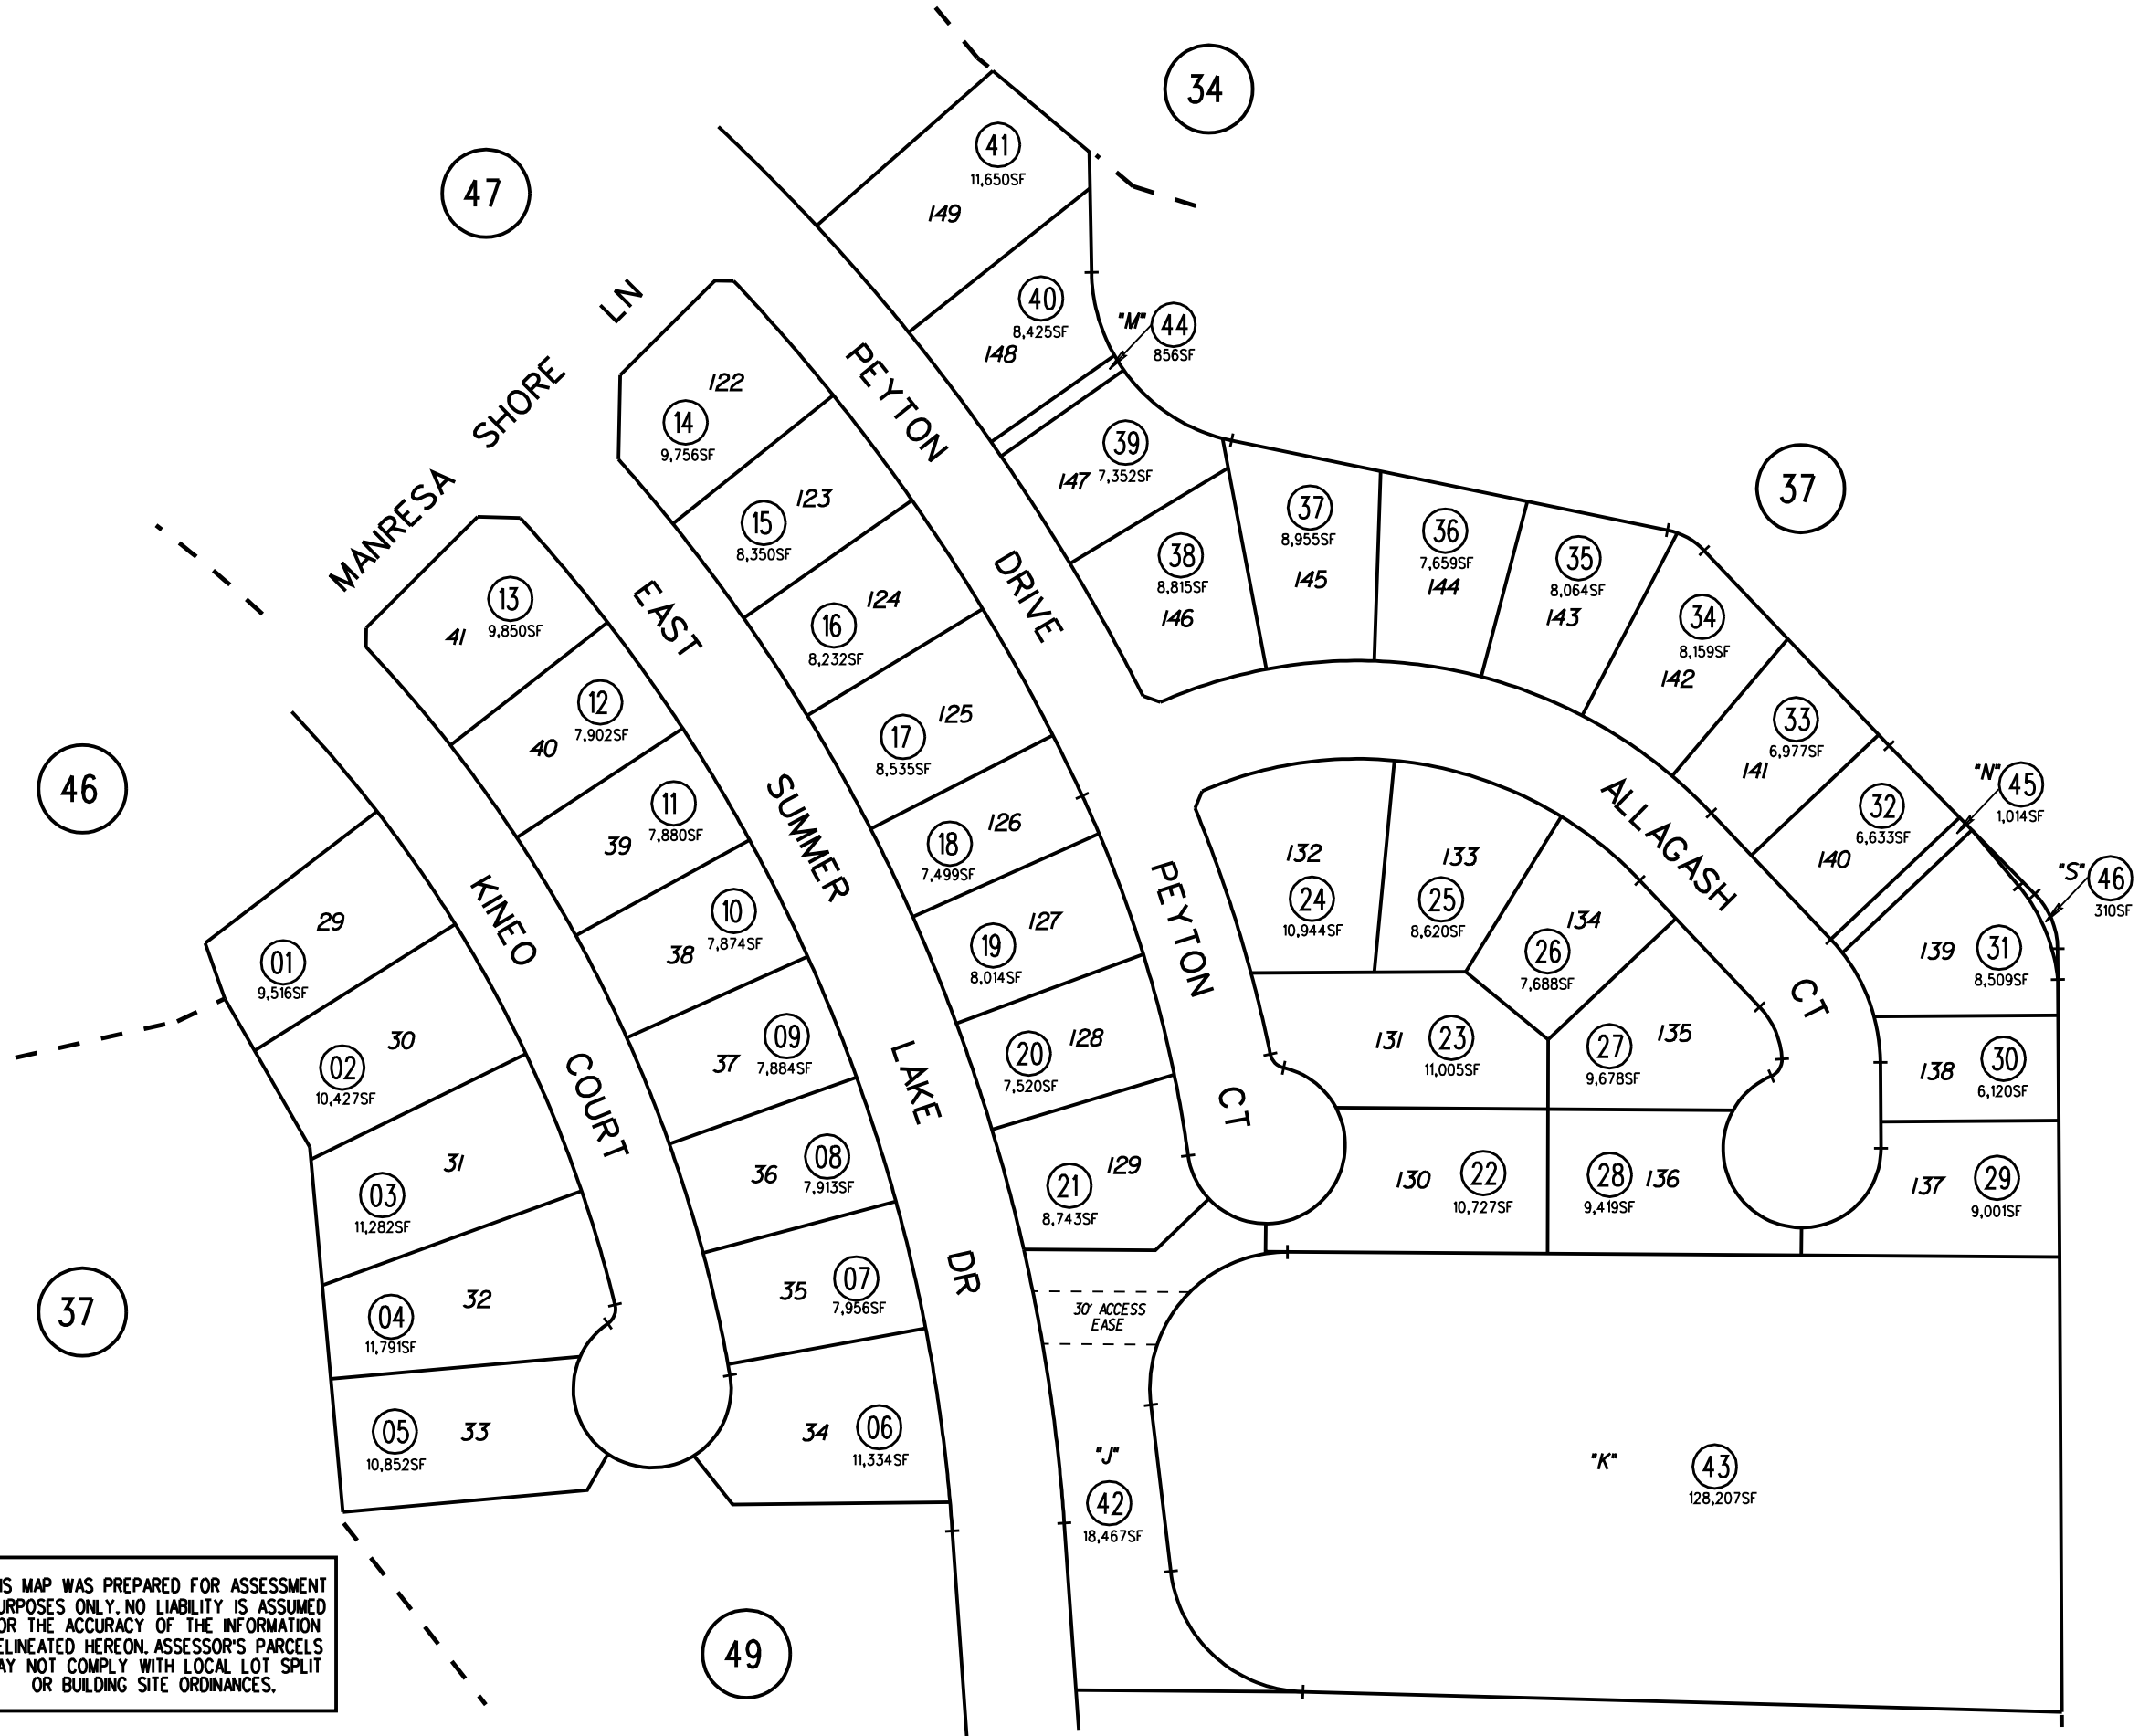 34
47
41
11,650SF
149
40
8,425SF
148
"M"
44
856SF
MANRESA SHORE LN
PEYTON DRIVE
122
14
9,756SF
39
147
7,352SF
37
123
15
8,350SF
38
8,815SF
146
37
8,955SF
145
36
7,659SF
144
35
8,064SF
143
34
8,159SF
142
13
41
9,850SF
EAST SUMMER LAKE DR
124
16
8,232SF
12
7,902SF
40
125
17
8,535SF
33
6,977SF
141
46
11
7,880SF
39
126
18
7,499SF
ALLAGASH CT
32
6,633SF
140
"N"
45
1,014SF
"S"
46
310SF
132
24
10,944SF
133
25
8,620SF
134
26
7,688SF
139
31
8,509SF
29
01
9,516SF
KINEO COURT
10
7,874SF
38
127
19
8,014SF
PEYTON CT
30
02
10,427SF
09
37
7,884SF
128
20
7,520SF
131
23
11,005SF
135
27
9,678SF
138
30
6,120SF
31
03
11,282SF
08
36
7,913SF
129
21
8,743SF
130
22
10,727SF
28
136
9,419SF
137
29
9,001SF
37
32
04
11,791SF
35
07
7,956SF
30' ACCESS
EASE
05
33
10,852SF
34
06
11,334SF
"J"
42
18,467SF
"K"
43
128,207SF
49
IS MAP WAS PREPARED FOR ASSESSMENT
URPOSES ONLY. NO LIABILITY IS ASSUMED
OR THE ACCURACY OF THE INFORMATION
ELINEATED HEREON. ASSESSOR'S PARCELS
AY NOT COMPLY WITH LOCAL LOT SPLIT
OR BUILDING SITE ORDINANCES.